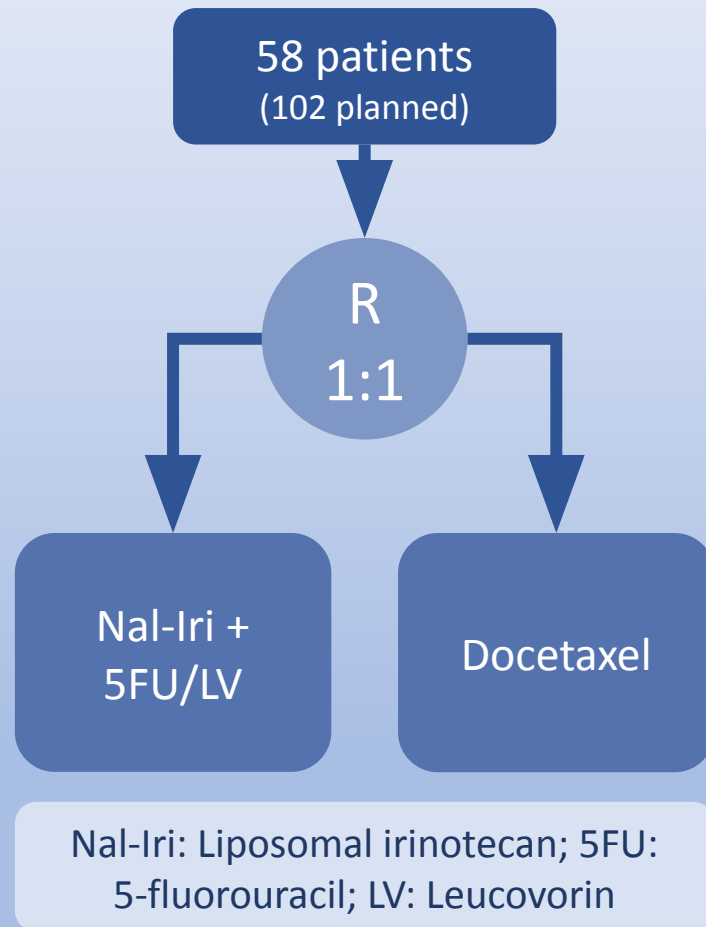 58 patients
(102 planned)
R
1:1
Nal-Iri +
5FU/LV
Docetaxel
Nal-Iri: Liposomal irinotecan; 5FU:
5-fluorouracil; LV: Leucovorin